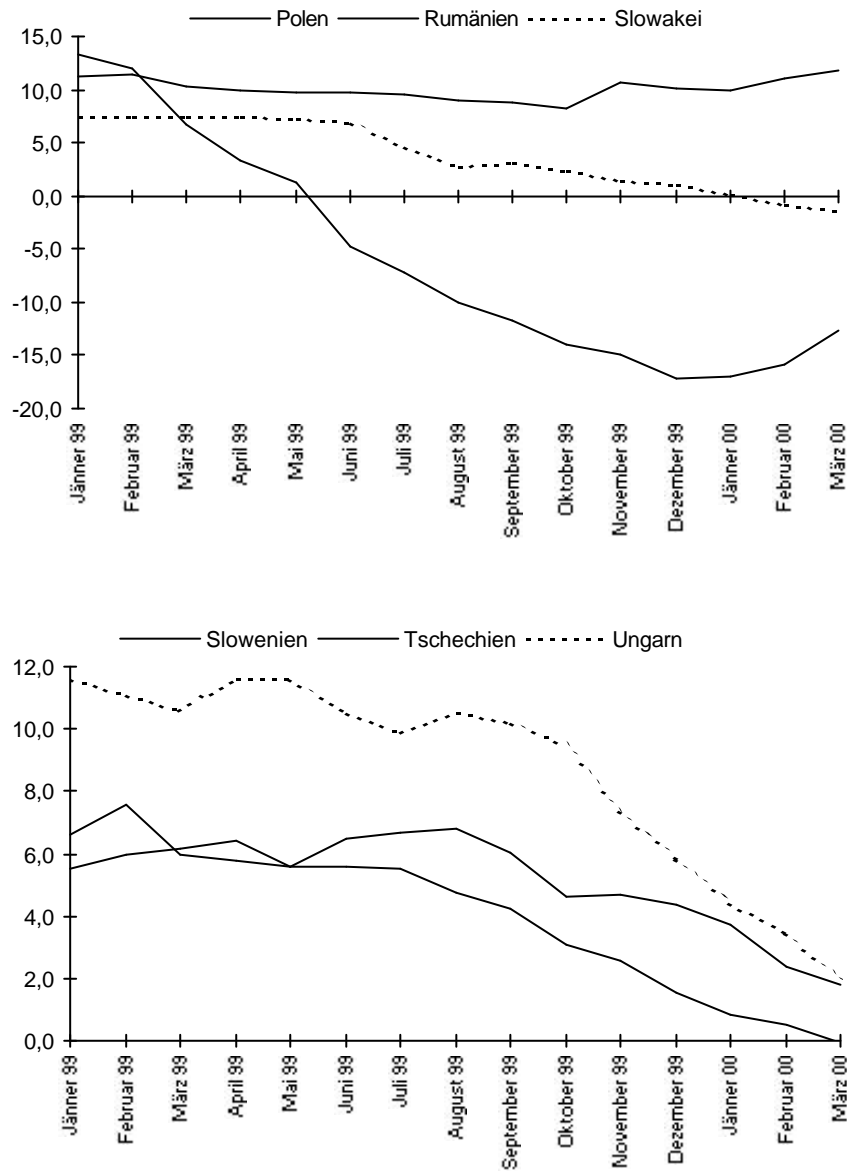 Polen Rumänien Slowakei
15,0
10,0
5,0
0,0
-5,0
-10,0
-15,0
-20,0
Jänner 99
Februar 99
März 99
April 99
Mai 99
Juni 99
Juli 99
August 99
September 99
Oktober 99
November 99
Dezember 99
Jänner 00
Februar 00
März 00
Slowenien Tschechien Ungarn
12,0
10,0
8,0
6,0
4,0
2,0
0,0
Jänner 99
Februar 99
März 99
April 99
Mai 99
Juni 99
Juli 99
August 99
September 99
Oktober 99
November 99
Dezember 99
Jänner 00
Februar 00
März 00